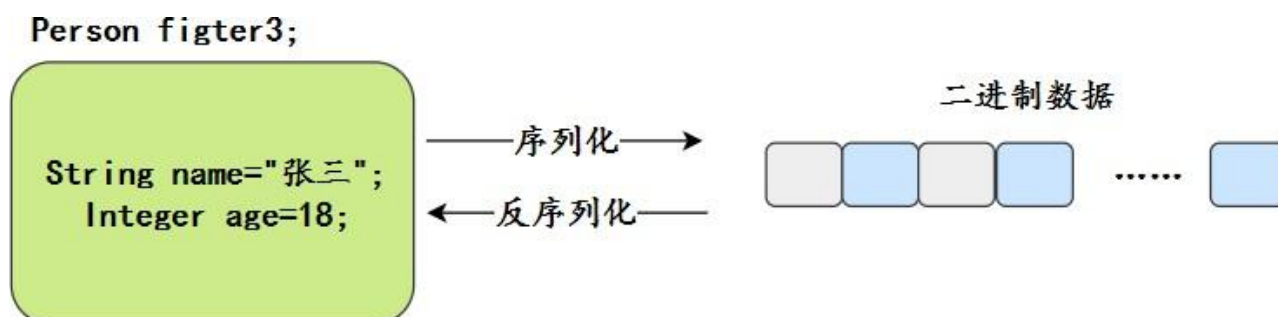 Person figter3;
二进制数据
序列化
String name="张三";
Integer age=18;
反序列化
……